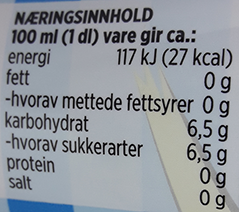 NÆRINGSINNHOLD
100 ml (1 dl) vare gir ca.:
energi 117 kJ (27 kcal)
fett 0 g
-hvorav mettede fettsyrer 0 g
karbohydrat 6,5 g
-hvorav sukkerarter 6,5 g
protein 0 g
salt 0 g